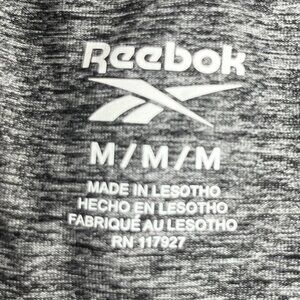 Reebok
M/M/M
MADE IN LESOTHO
HECHO EN LESOTHO
FABRIQUÉ AU LESOTHO
RN 117927